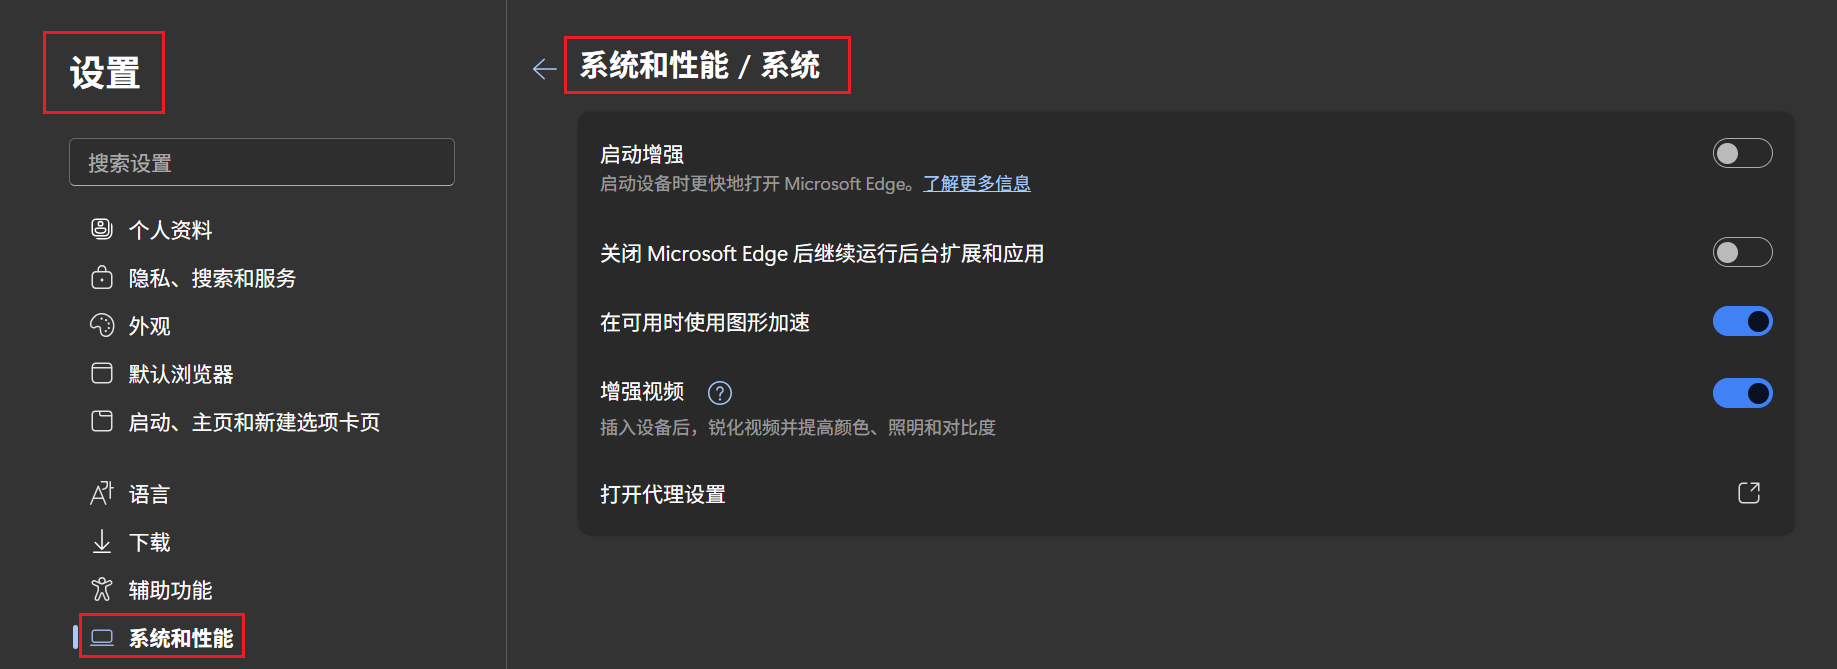 设置
搜索设置
个人资料
隐私、搜索和服务
外观
默认浏览器
启动、主页和新建选项卡页
语言
下载
辅助功能
系统和性能
系统和性能 / 系统
启动增强
启动设备时更快地打开 Microsoft Edge。了解更多信息
关闭 Microsoft Edge 后继续运行后台扩展和应用
在可用时使用图形加速
增强视频
插入设备后，锐化视频并提高颜色、照明和对比度
打开代理设置